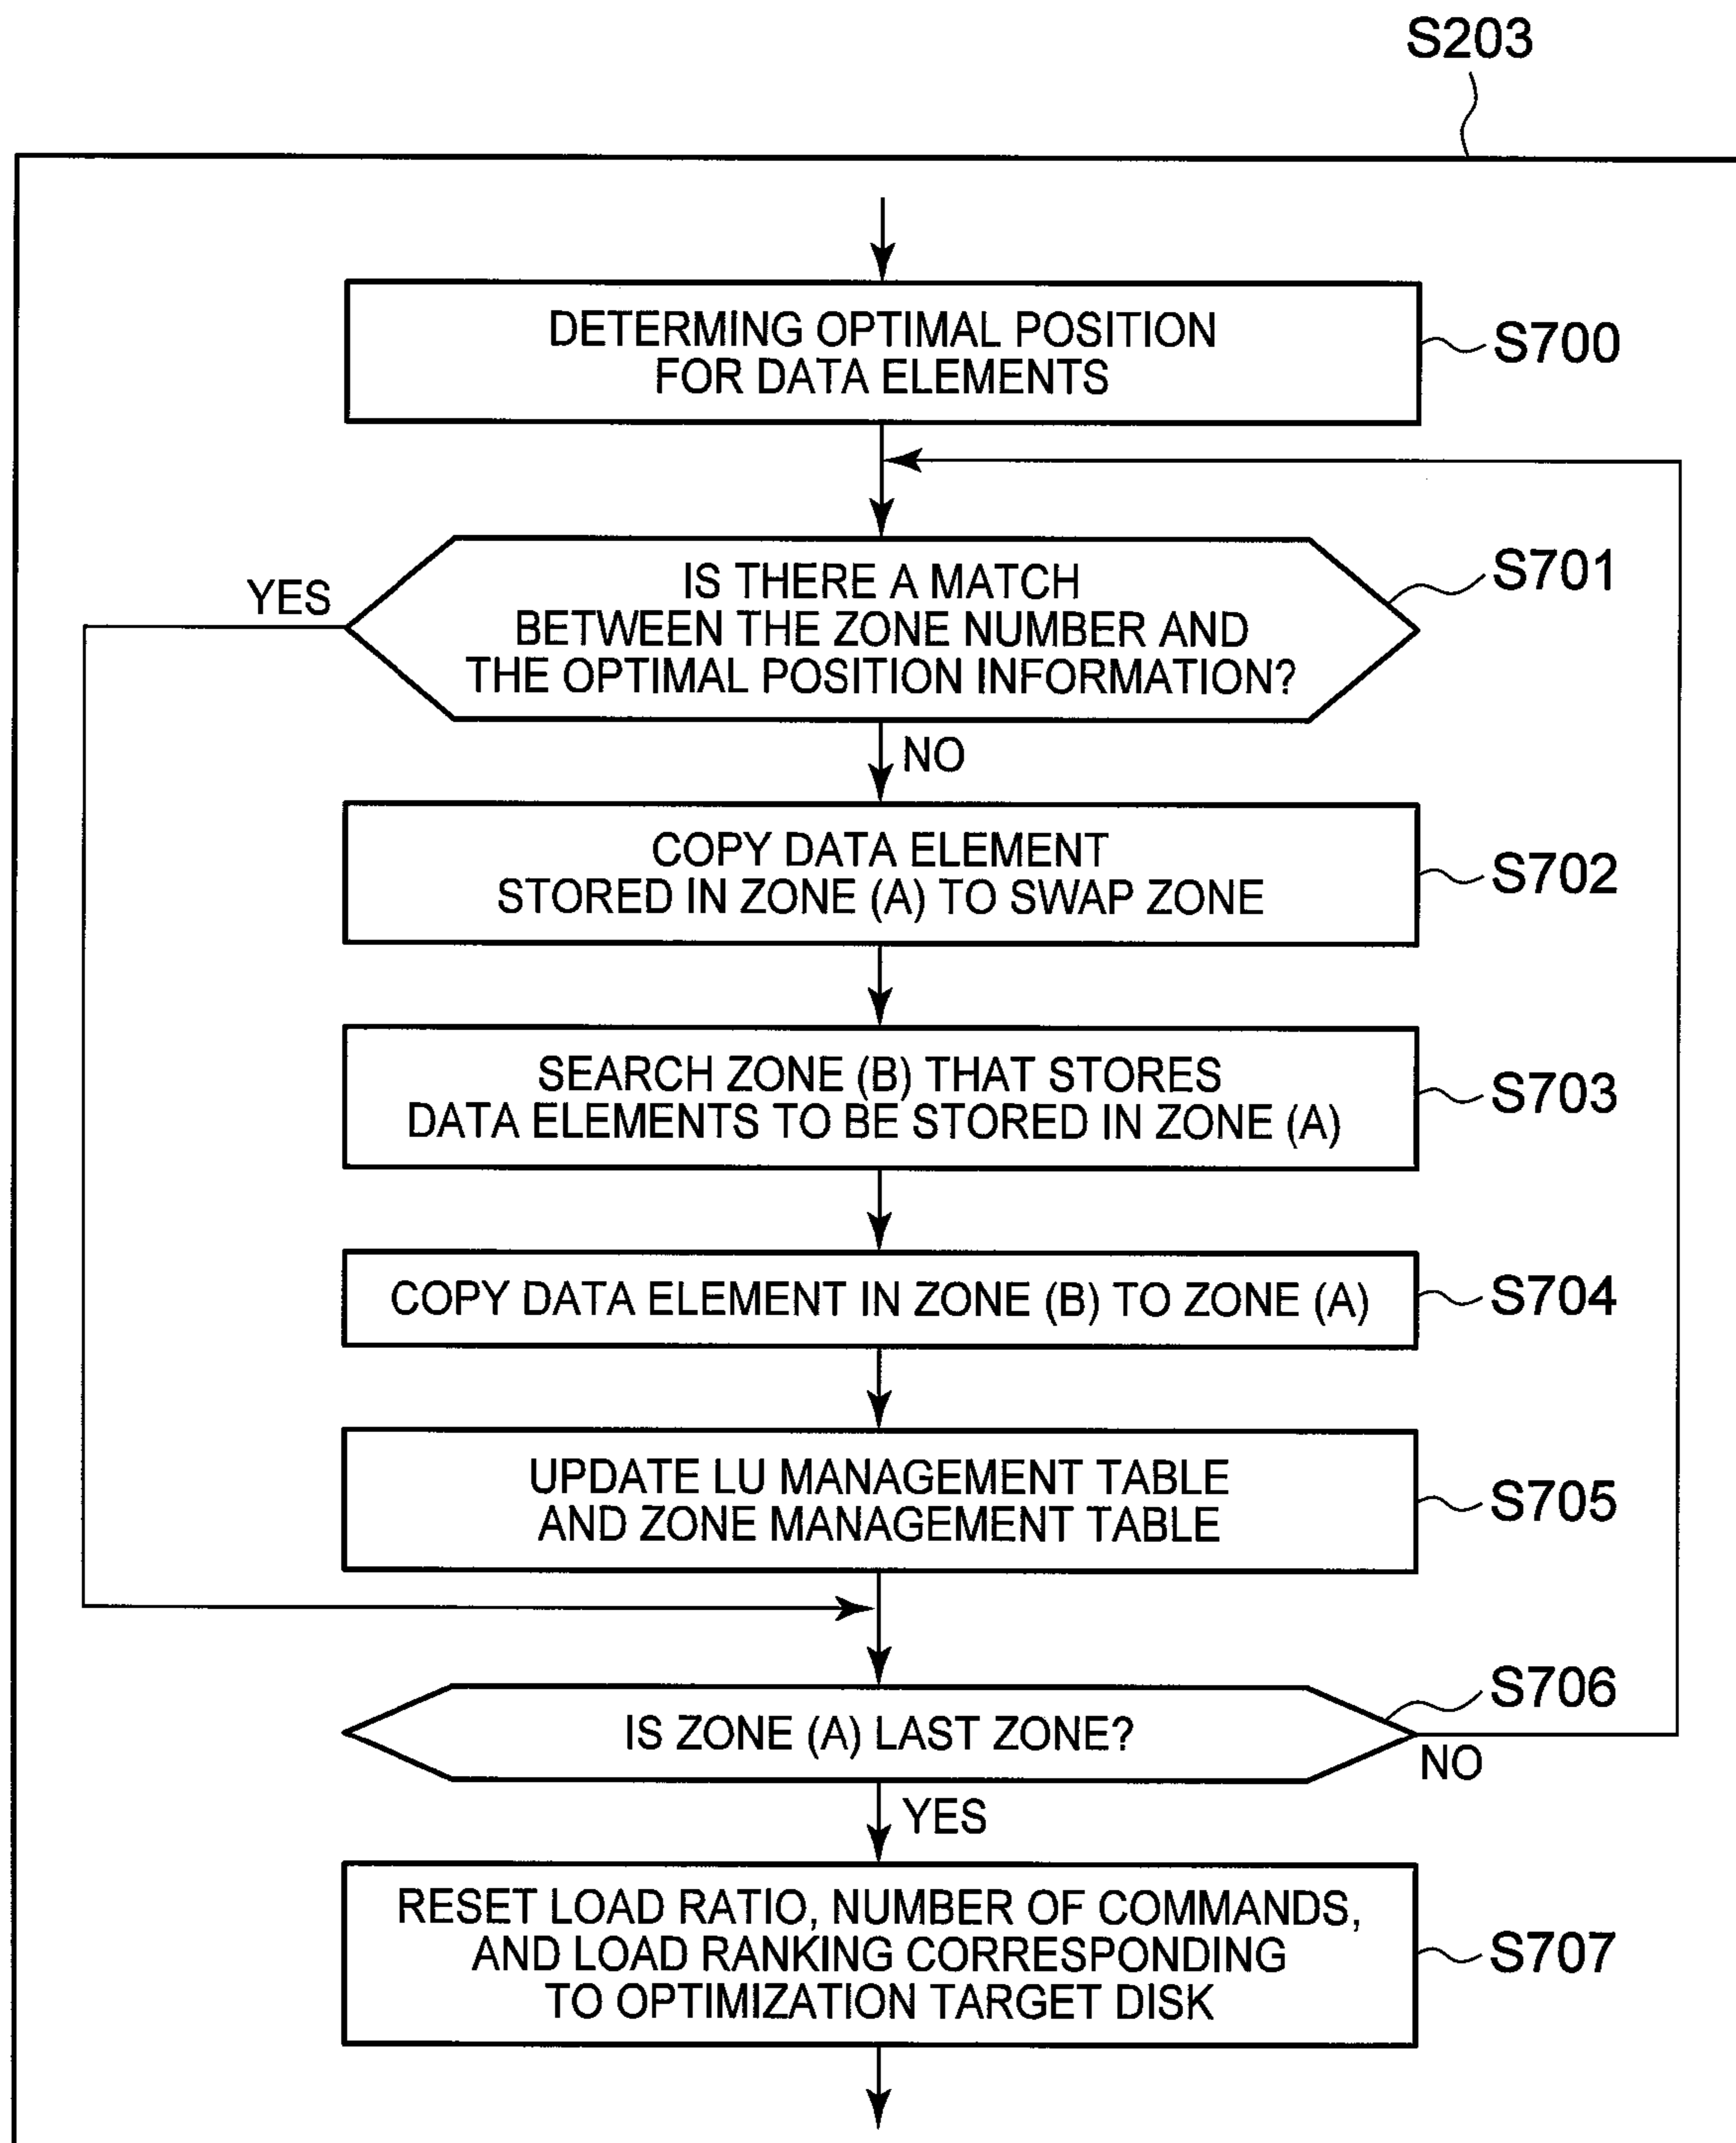 S203
DETERMING OPTIMAL POSITION
FOR DATA ELEMENTS
S700
IS THERE A MATCH
BETWEEN THE ZONE NUMBER AND
THE OPTIMAL POSITION INFORMATION?
S701
YES
NO
COPY DATA ELEMENT
STORED IN ZONE (A) TO SWAP ZONE
S702
SEARCH ZONE (B) THAT STORES
DATA ELEMENTS TO BE STORED IN ZONE (A)
S703
COPY DATA ELEMENT IN ZONE (B) TO ZONE (A)
S704
UPDATE LU MANAGEMENT TABLE
AND ZONE MANAGEMENT TABLE
S705
IS ZONE (A) LAST ZONE?
S706
NO
YES
RESET LOAD RATIO, NUMBER OF COMMANDS,
AND LOAD RANKING CORRESPONDING
TO OPTIMIZATION TARGET DISK
S707